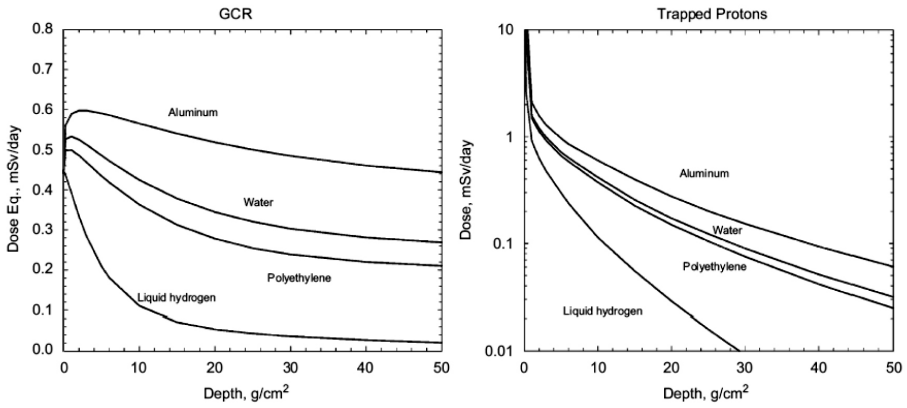 GCR
0.8
0.7
0.6
0.5
0.4
0.3
0.2
0.1
0.0
Dose Eq., mSv/day
Aluminum
Water
Polyethylene
Liquid hydrogen
0 10 20 30 40 50
Depth, g/cm²
Trapped Protons
10
1
0.1
0.01
Dose, mSv/day
Aluminum
Water
Polyethylene
Liquid hydrogen
0 10 20 30 40 50
Depth, g/cm²